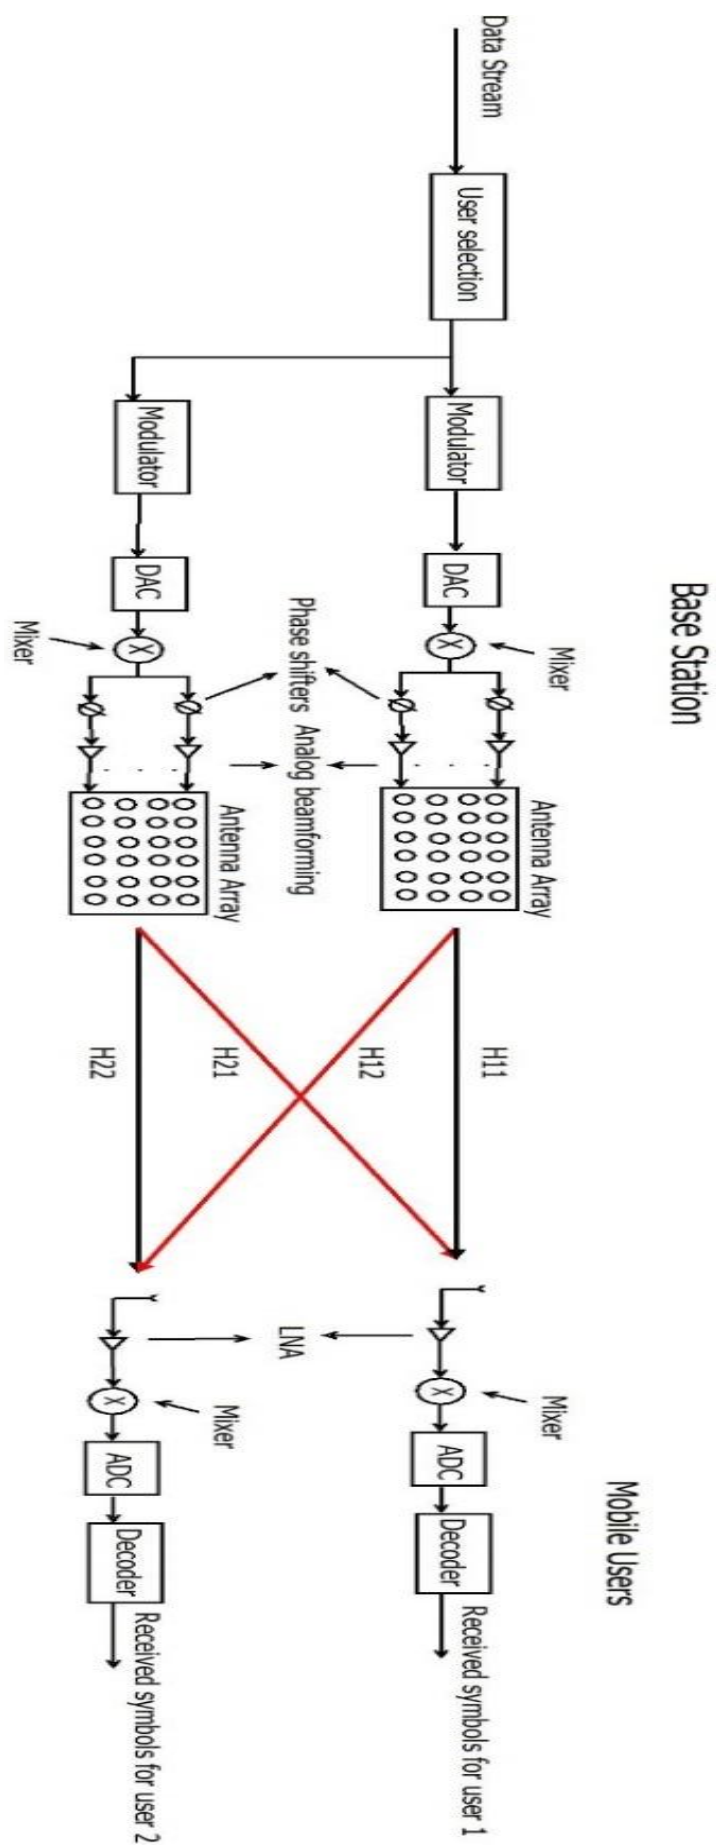 Base Station
Mobile Users
Data Stream
User selection
Modulator
DAC
X
Mixer
Antenna Array
H11
Mixer
X
ADC
Decoder
Received symbols for user 1
Phase shifters
Analog beamforming
H12
H21
LNA
Modulator
DAC
X
Mixer
Antenna Array
H22
Mixer
X
ADC
Decoder
Received symbols for user 2